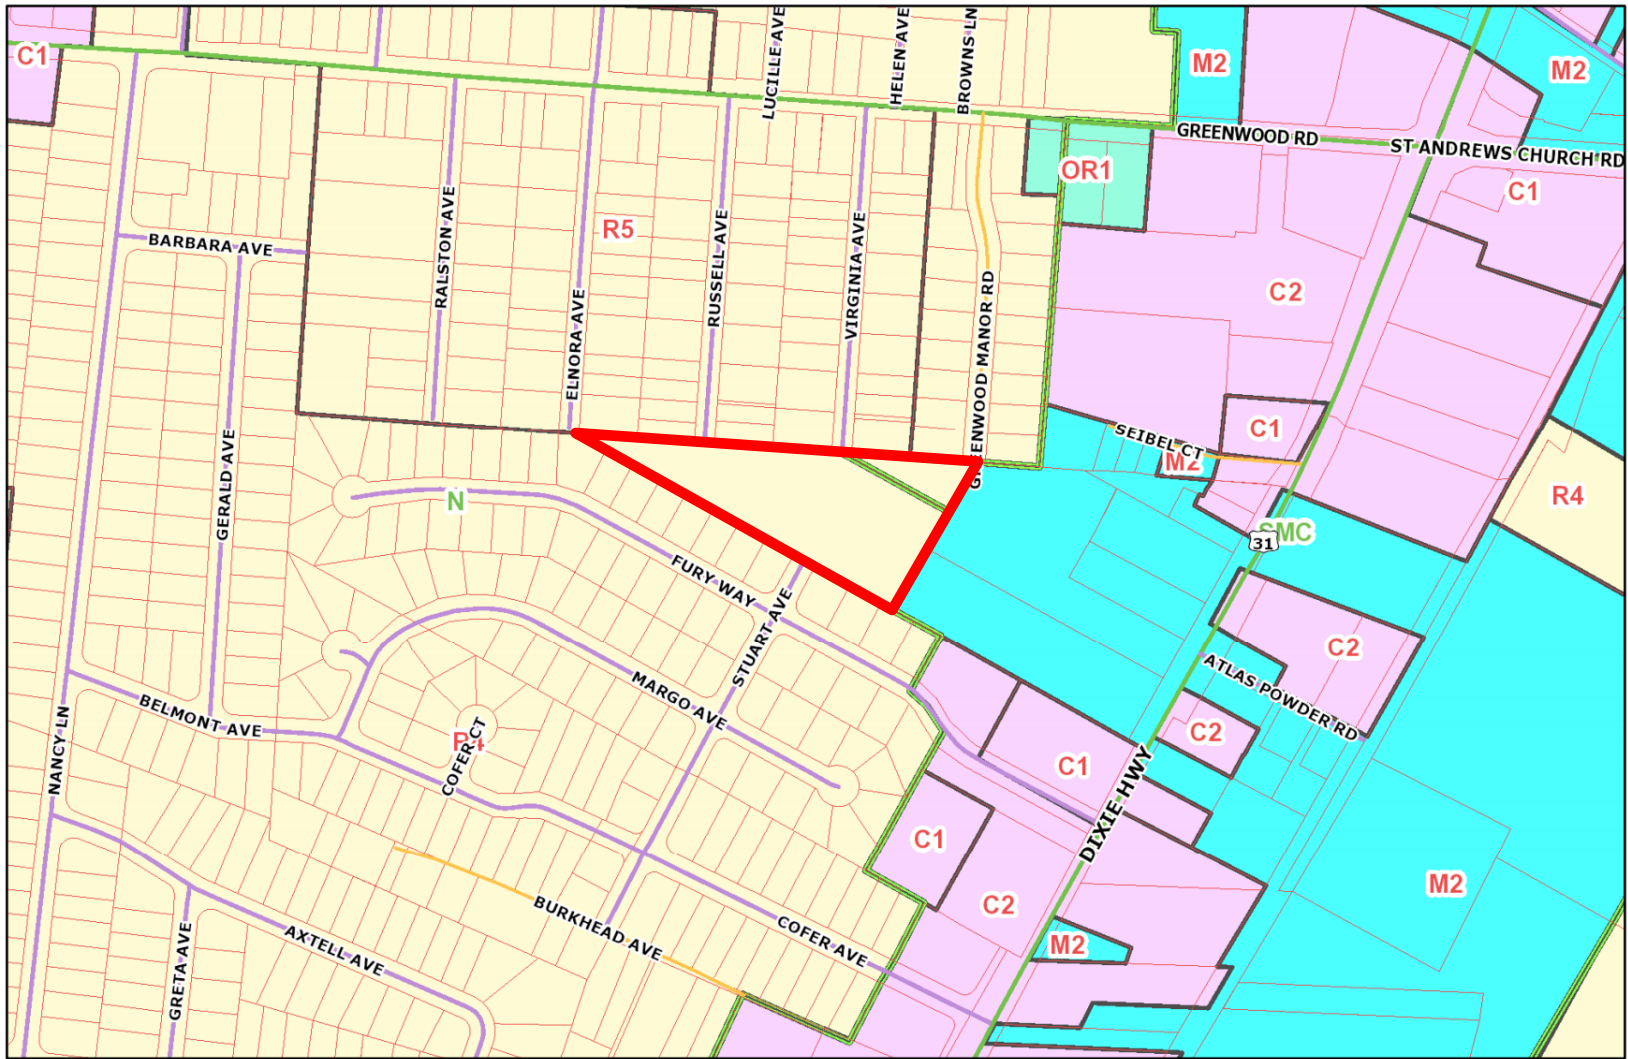 C1
LUCILLE AVE
HELEN AVE
BROWNS LN
M2
M2
GREENWOOD RD
ST ANDREWS CHURCH RD
OR1
C1
R5
BARBARA AVE
RALSTON AVE
ELNORA AVE
RUSSELL AVE
VIRGINIA AVE
GREENWOOD MANOR RD
C2
C1
SEIBEL CT
M2
R4
GERALD AVE
N
SMC
31
FURY WAY
STUART AVE
MARGO AVE
C2
ATLAS POWDER RD
C2
BELMONT AVE
NANCY LN
R4
COFER CT
C1
DIXIE HWY
C1
M2
C2
BURKHEAD AVE
COFER AVE
M2
AXTELL AVE
GRETA AVE